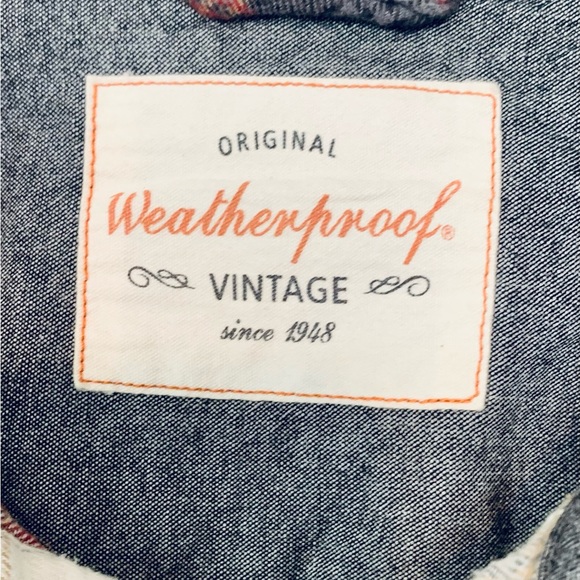 ORIGINAL
Weatherproof®
VINTAGE
since 1948